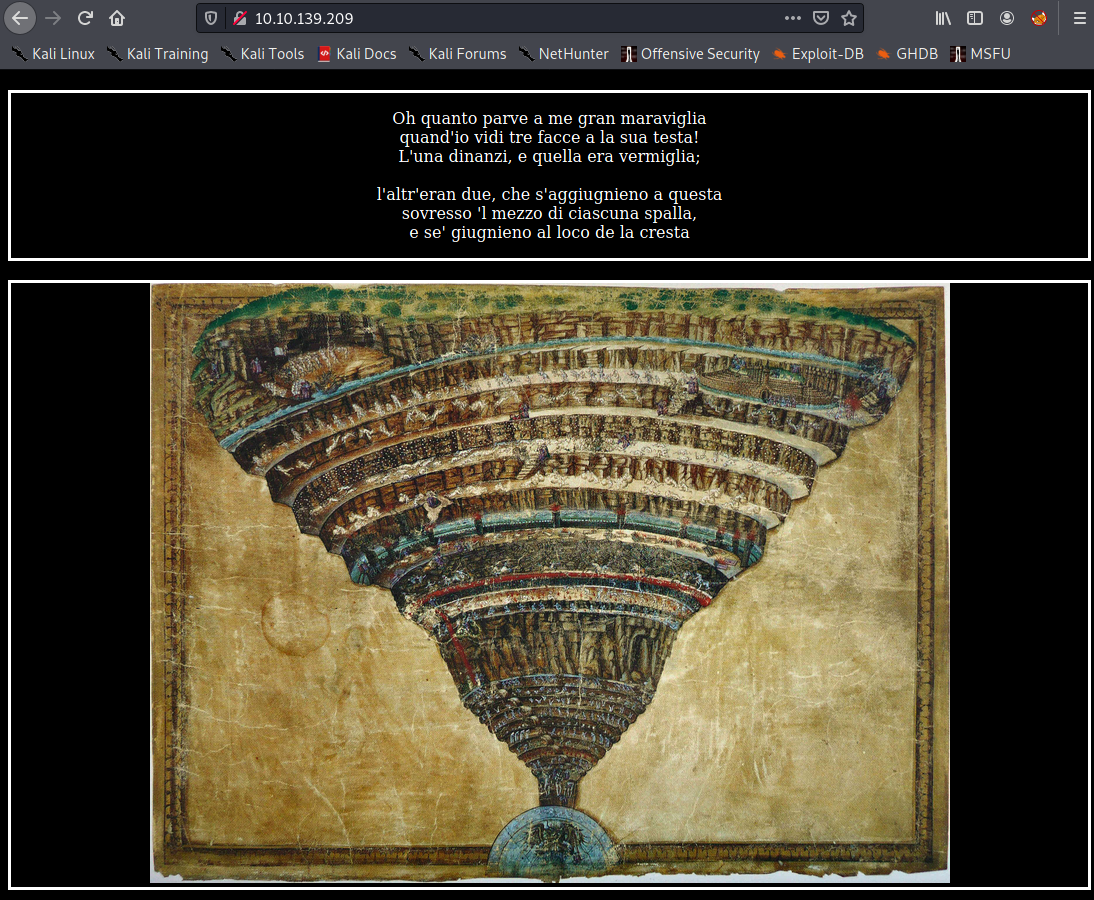 10.10.139.209
Kali Linux Kali Training Kali Tools Kali Docs Kali Forums NetHunter Offensive Security Exploit-DB GHDB MSFU
Oh quanto parve a me gran maraviglia
quand'io vidi tre facce a la sua testa!
L'una dinanzi, e quella era vermiglia;
l'altr'eran due, che s'aggiugnieno a questa
sovresso 'l mezzo di ciascuna spalla,
e se' giugnieno al loco de la cresta